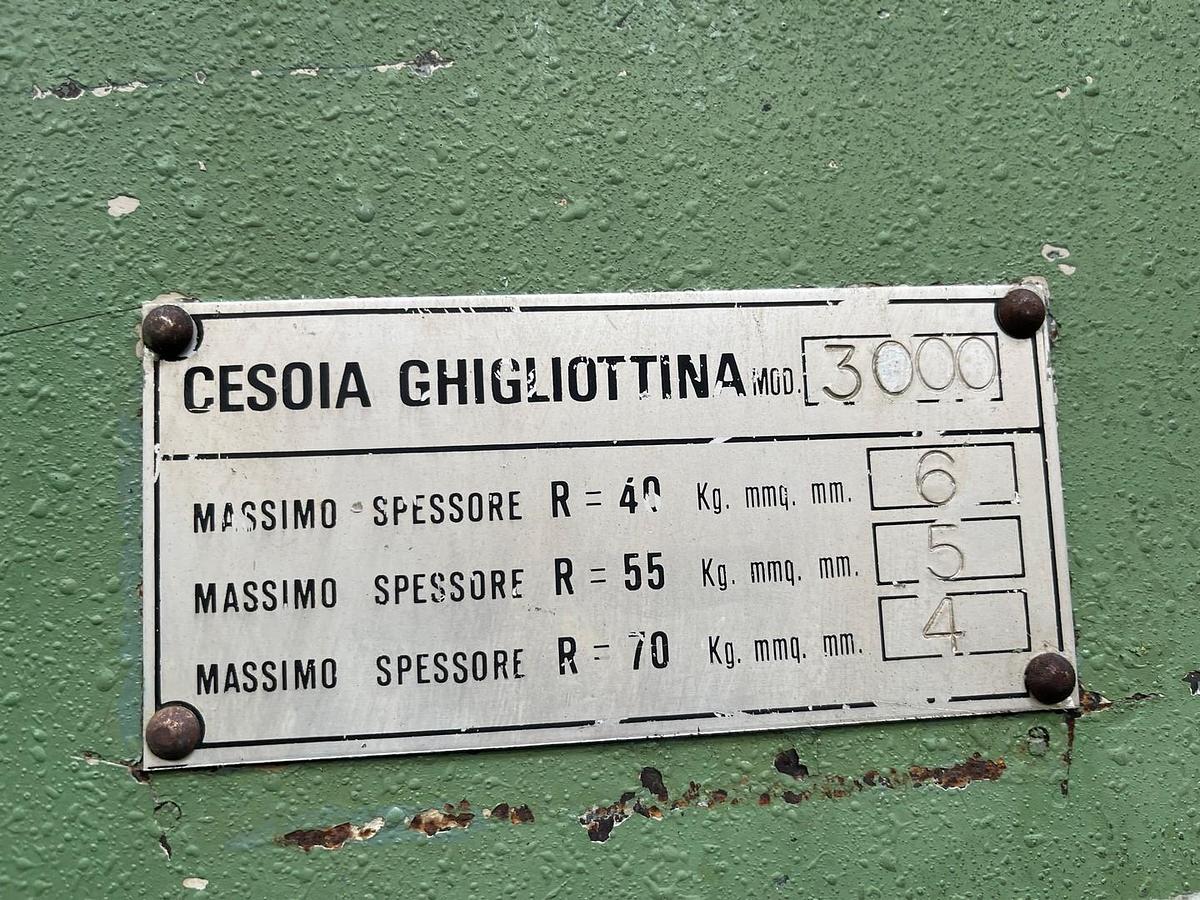 CESOIA GHIGLIOTTINA MOD. 3000
MASSIMO SPESSORE R = 40 Kg. mmq. mm. 6
MASSIMO SPESSORE R = 55 Kg. mmq. mm. 5
MASSIMO SPESSORE R = 70 Kg. mmq. mm. 4